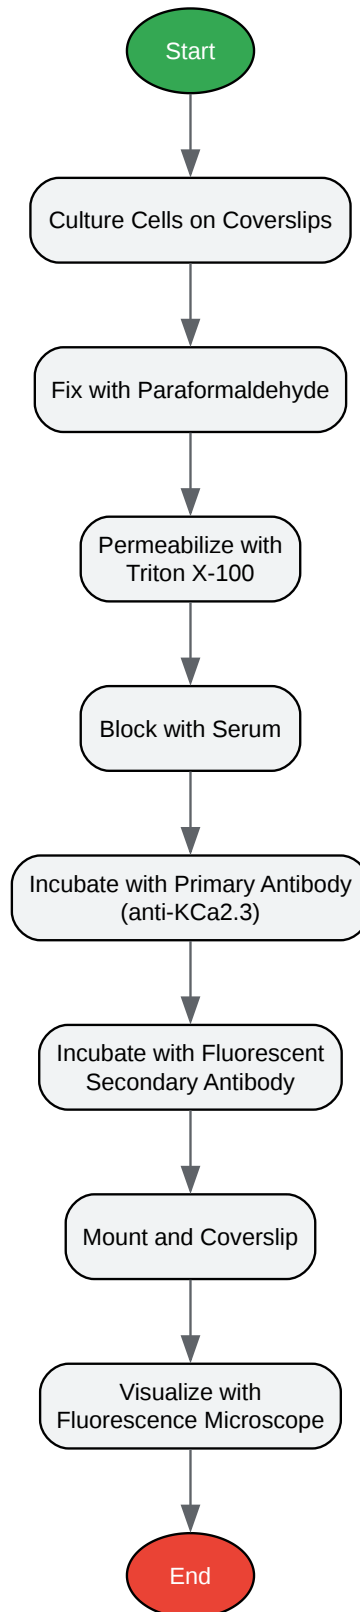 Start
Culture Cells on Coverslips
Fix with Paraformaldehyde
Permeabilize with
Triton X-100
Block with Serum
Incubate with Primary Antibody
(anti-KCa2.3)
Incubate with Fluorescent
Secondary Antibody
Mount and Coverslip
Visualize with
Fluorescence Microscope
End